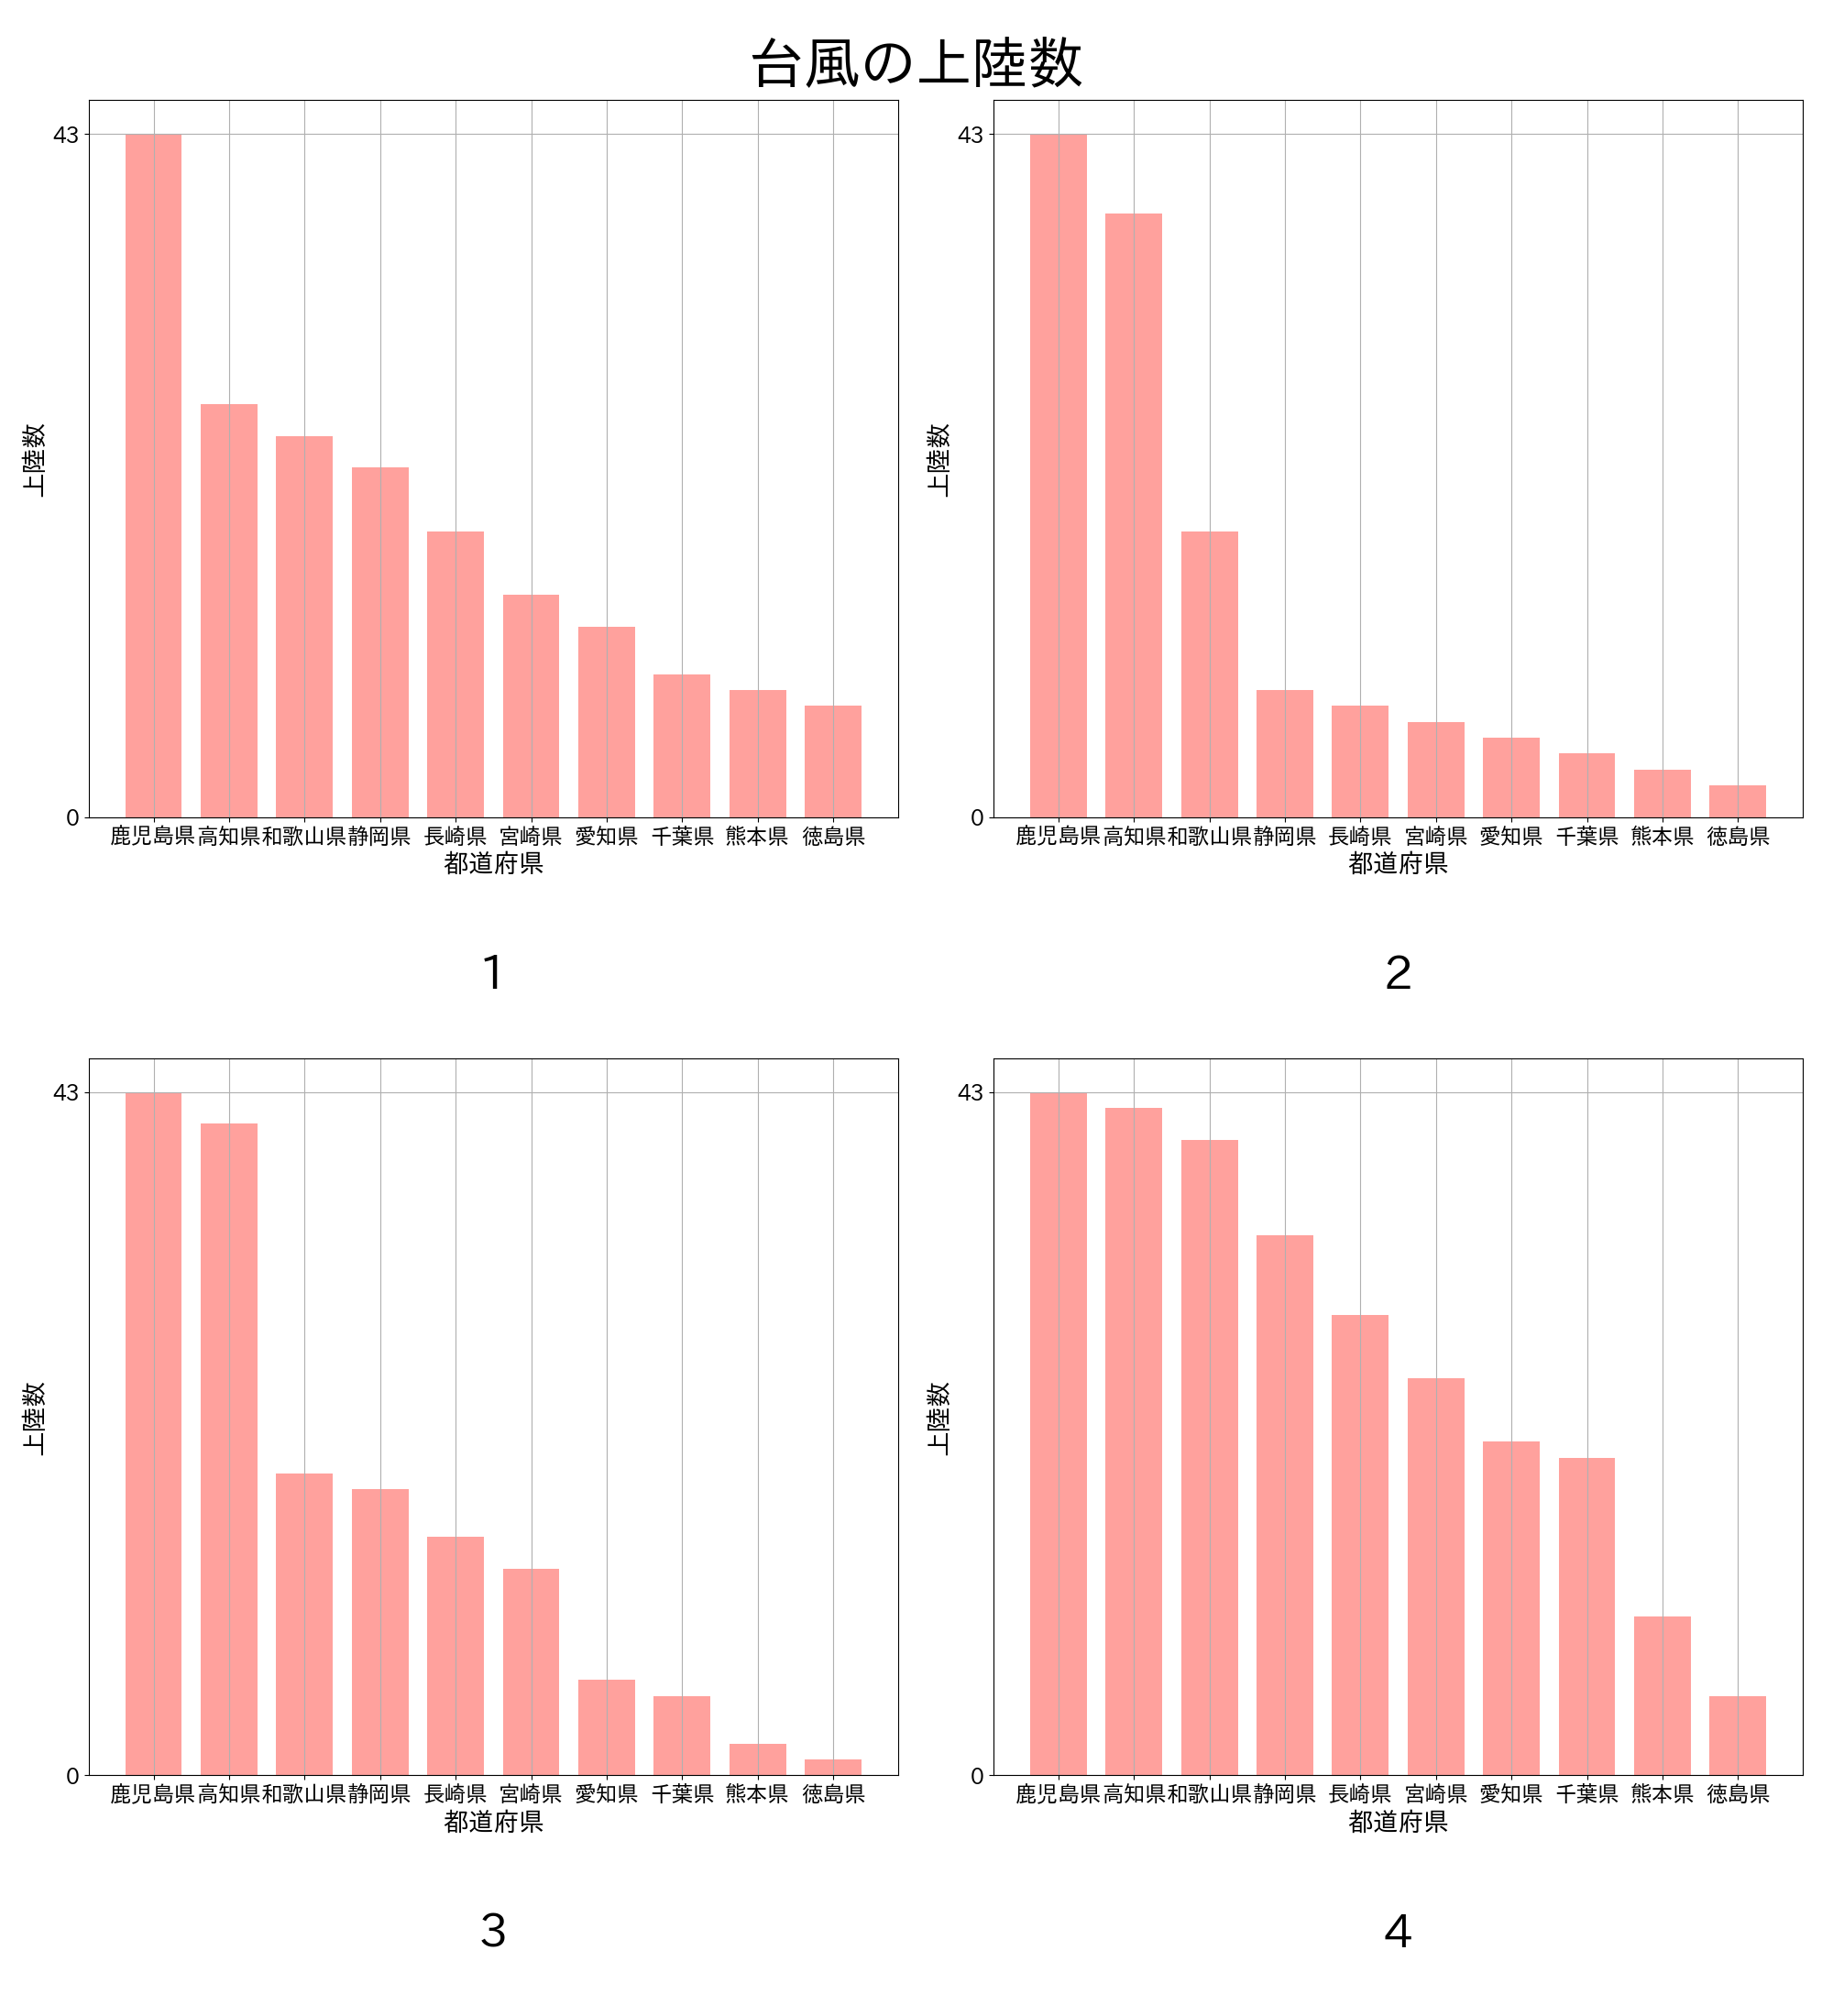 台風の上陸数
43
0
上陸数
鹿児島県 高知県 和歌山県 静岡県 長崎県 宮崎県 愛知県 千葉県 熊本県 徳島県
都道府県
1
43
0
上陸数
鹿児島県 高知県 和歌山県 静岡県 長崎県 宮崎県 愛知県 千葉県 熊本県 徳島県
都道府県
2
43
0
上陸数
鹿児島県 高知県 和歌山県 静岡県 長崎県 宮崎県 愛知県 千葉県 熊本県 徳島県
都道府県
3
43
0
上陸数
鹿児島県 高知県 和歌山県 静岡県 長崎県 宮崎県 愛知県 千葉県 熊本県 徳島県
都道府県
4